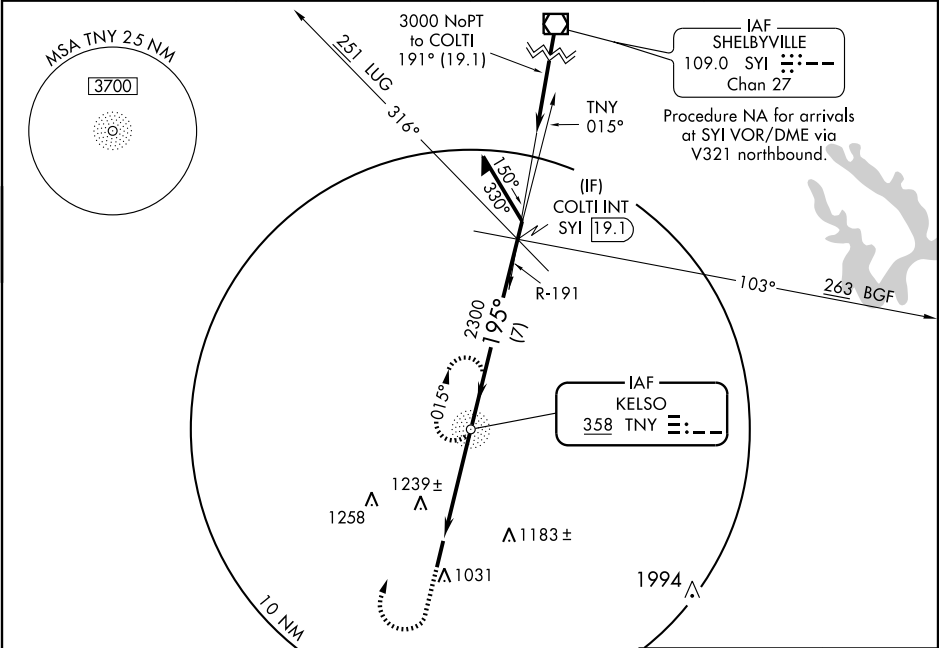 MSA TNY 25 NM
3700
251 LUG
316°
3000 NoPT
to COLTI
191° (19.1)
IAF
SHELBYVILLE
109.0 SYI
Chan 27
Procedure NA for arrivals
at SYI VOR/DME via
V321 northbound.
TNY
015°
150°
330°
(IF)
COLTI INT
SYI 19.1
R-191
103°
263 BGF
2300
195°
(7)
015°
IAF
KELSO
358 TNY
1239±
1258
1183±
1031
1994
10 NM